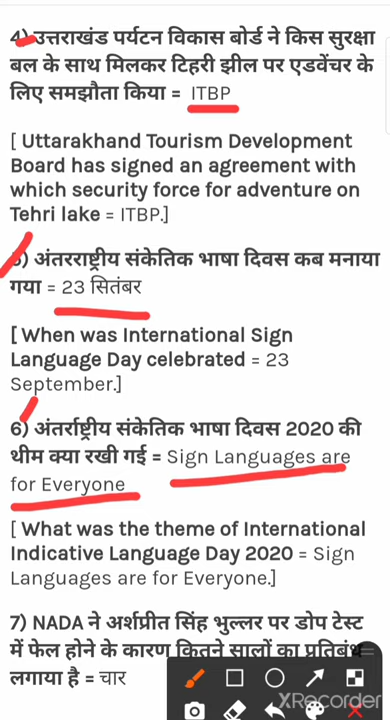 4) उत्तराखंड पर्यटन विकास बोर्ड ने किस सुरक्षा
बल के साथ मिलकर टिहरी झील पर एडवेंचर के
लिए समझौता किया = ITBP
[ Uttarakhand Tourism Development
Board has signed an agreement with
which security force for adventure on
Tehri lake = ITBP.]
5) अंतरराष्ट्रीय संकेतिक भाषा दिवस कब मनाया
गया = 23 सितंबर
[ When was International Sign
Language Day celebrated = 23
September.]
6) अंतर्राष्ट्रीय संकेतिक भाषा दिवस 2020 की
थीम क्या रखी गई = Sign Languages are
for Everyone
[ What was the theme of International
Indicative Language Day 2020 = Sign
Languages are for Everyone.]
7) NADA ने अर्शप्रीत सिंह भुल्लर पर डोप टेस्ट
में फेल होने के कारण कितने सालों का प्रतिबंध
लगाया है = चार
XRecorder